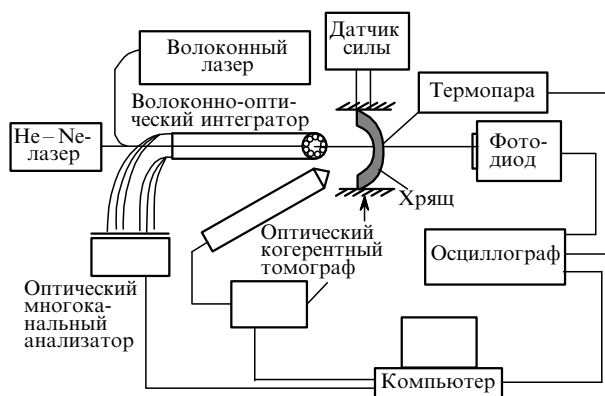 Волоконный
лазер
Датчик
силы
Термопара
Волоконно-опти-
ческий интегратор
He – Ne-
лазер
Фото-
диод
Хрящ
Оптический
когерентный
томограф
Осциллограф
Оптический
многока-
нальный
анализатор
Компьютер